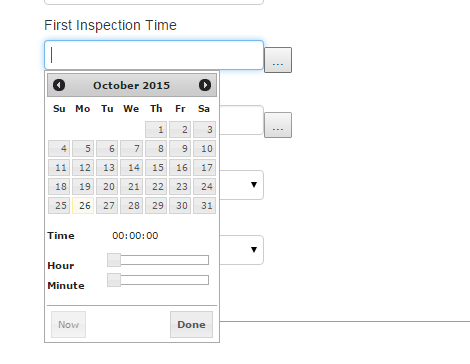 First Inspection Time
...
October 2015
Su Mo Tu We Th Fr Sa
1 2 3
4 5 6 7 8 9 10
...
11 12 13 14 15 16 17
18 19 20 21 22 23 24
25 26 27 28 29 30 31
Time 00:00:00
Hour
Minute
Now Done